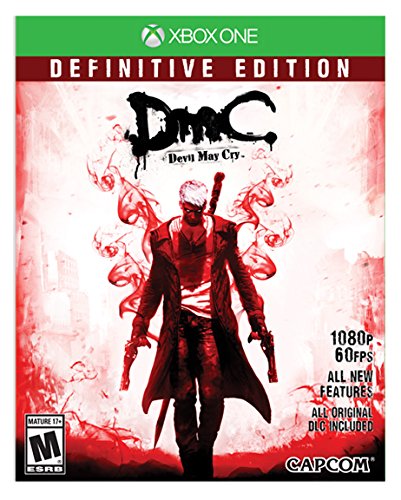 XBOX ONE
DEFINITIVE EDITION
DmC
Devil May Cry™
1080p
60FPS
ALL NEW
FEATURES
ALL ORIGINAL
DLC INCLUDED
MATURE 17+
M
ESRB
CAPCOM